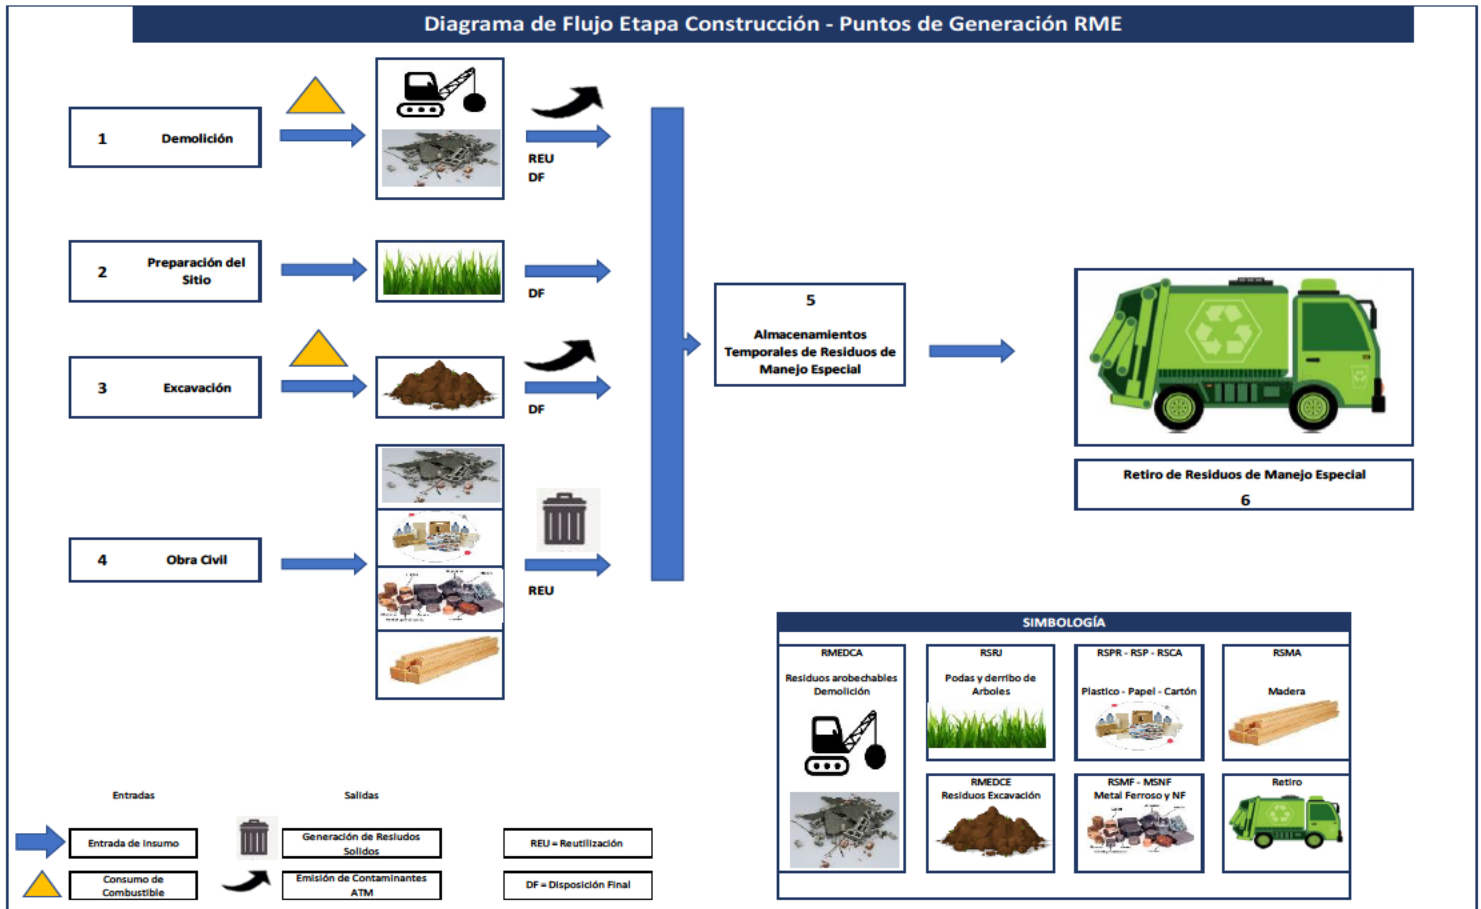 Diagrama de Flujo Etapa Construcción - Puntos de Generación RME
1 Demolición
REU
DF
2 Preparación del
Sitio
DF
3 Excavación
DF
4 Obra Civil
REU
5
Almacenamientos
Temporales de Residuos de
Manejo Especial
Retiro de Residuos de Manejo Especial
6
SIMBOLOGÍA
RMEDCA
Residuos arobechables
Demolición
RSRJ
Podas y derribo de
Arboles
RSPR - RSP - RSCA
Plastico - Papel - Cartón
RSMA
Madera
RMEDCE
Residuos Excavación
RSMF - MSNF
Metal Ferroso y NF
Retiro
Entradas
Salidas
Entrada de Insumo
Generación de Resiudos
Solidos
REU = Reutilización
Consumo de
Combustible
Emisión de Contaminantes
ATM
DF = Disposición Final